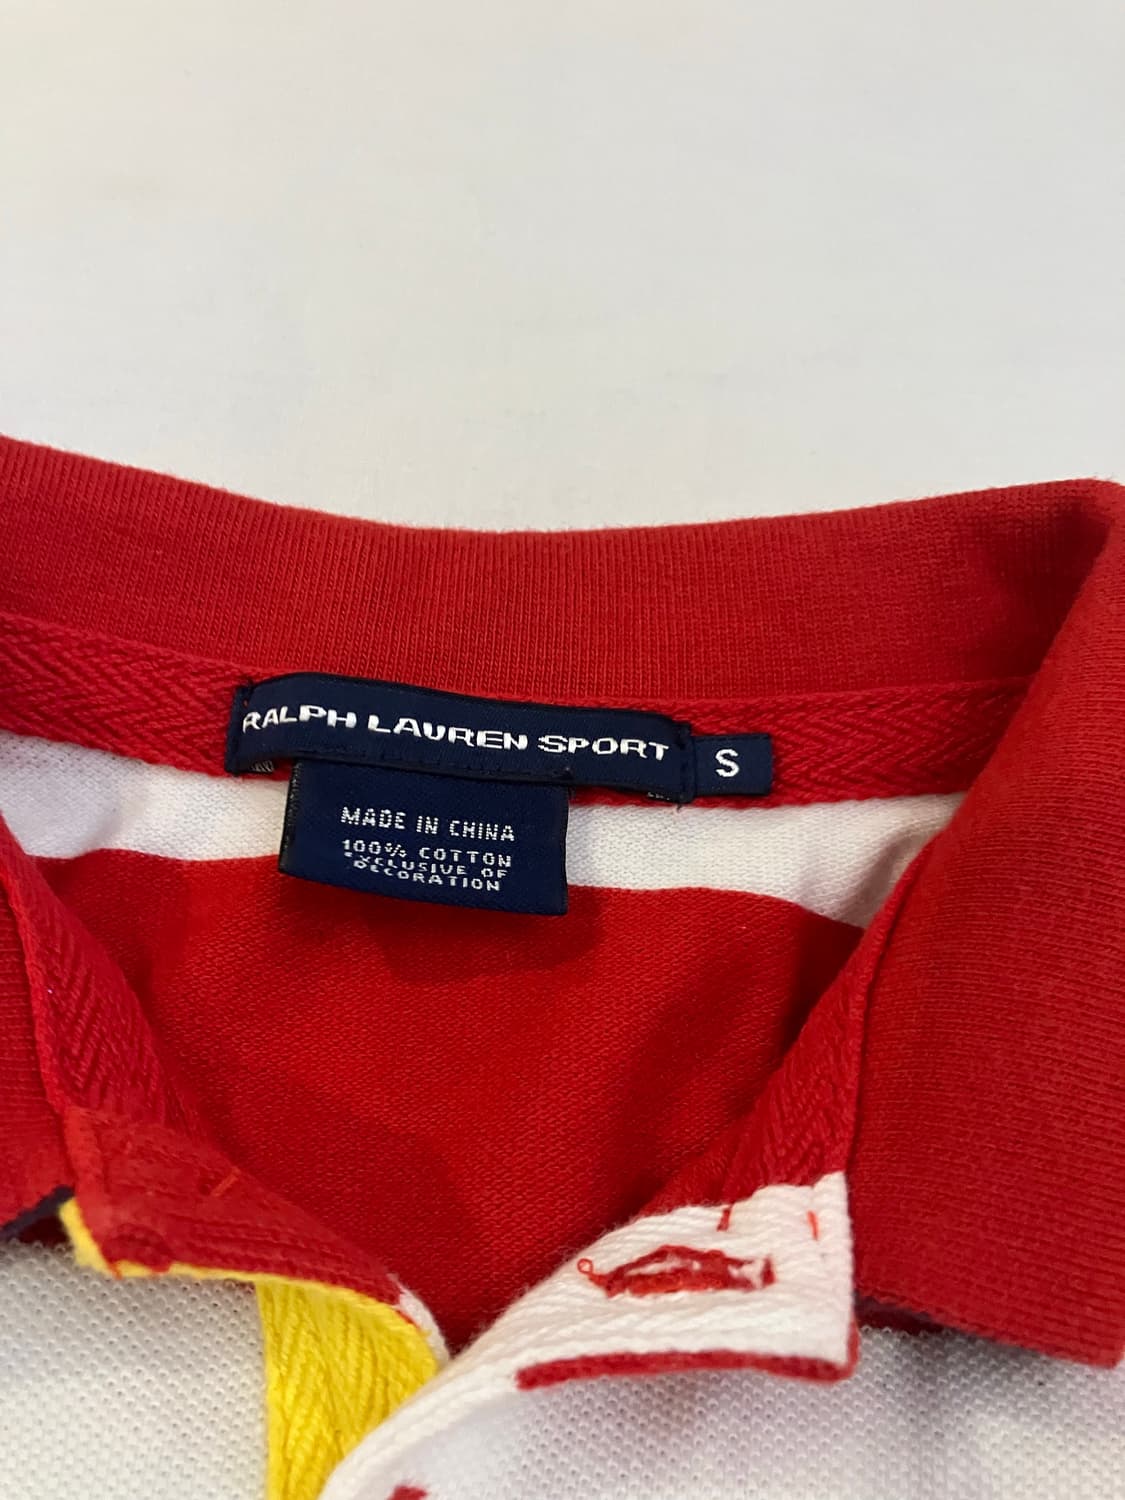 RALPH LAUREN SPORT
S
MADE IN CHINA
100% COTTON
EXCLUSIVE OF
DECORATION